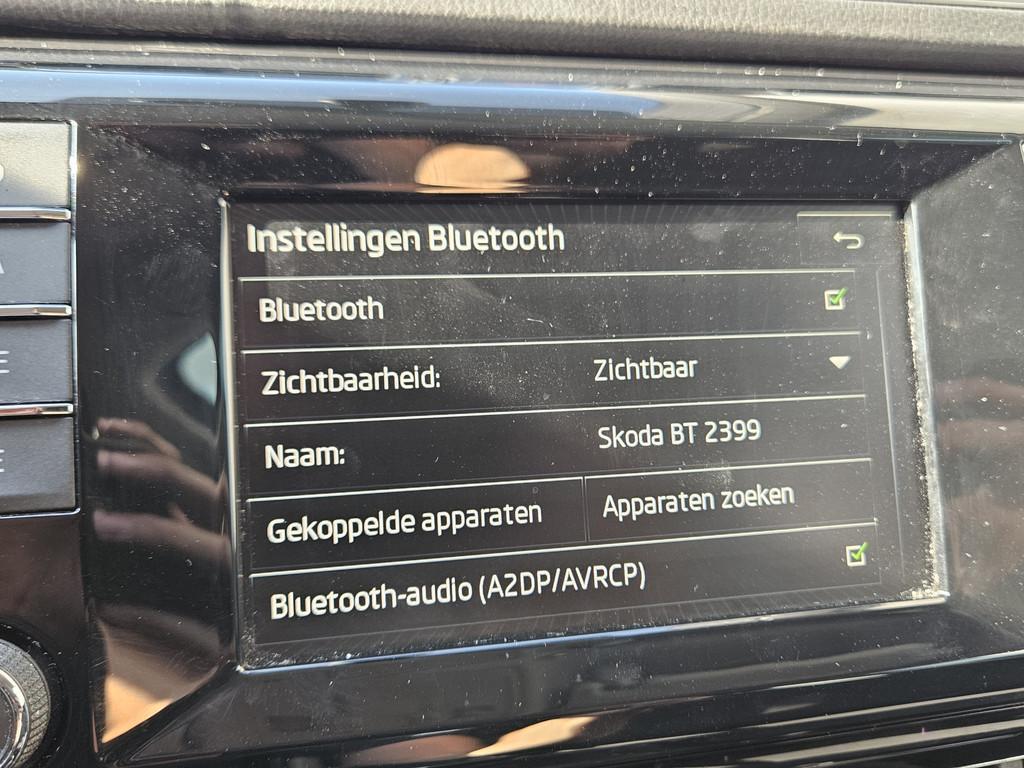 Instellingen Bluetooth
Bluetooth
Zichtbaarheid: Zichtbaar
Naam: Skoda BT 2399
Gekoppelde apparaten Apparaten zoeken
Bluetooth-audio (A2DP/AVRCP)